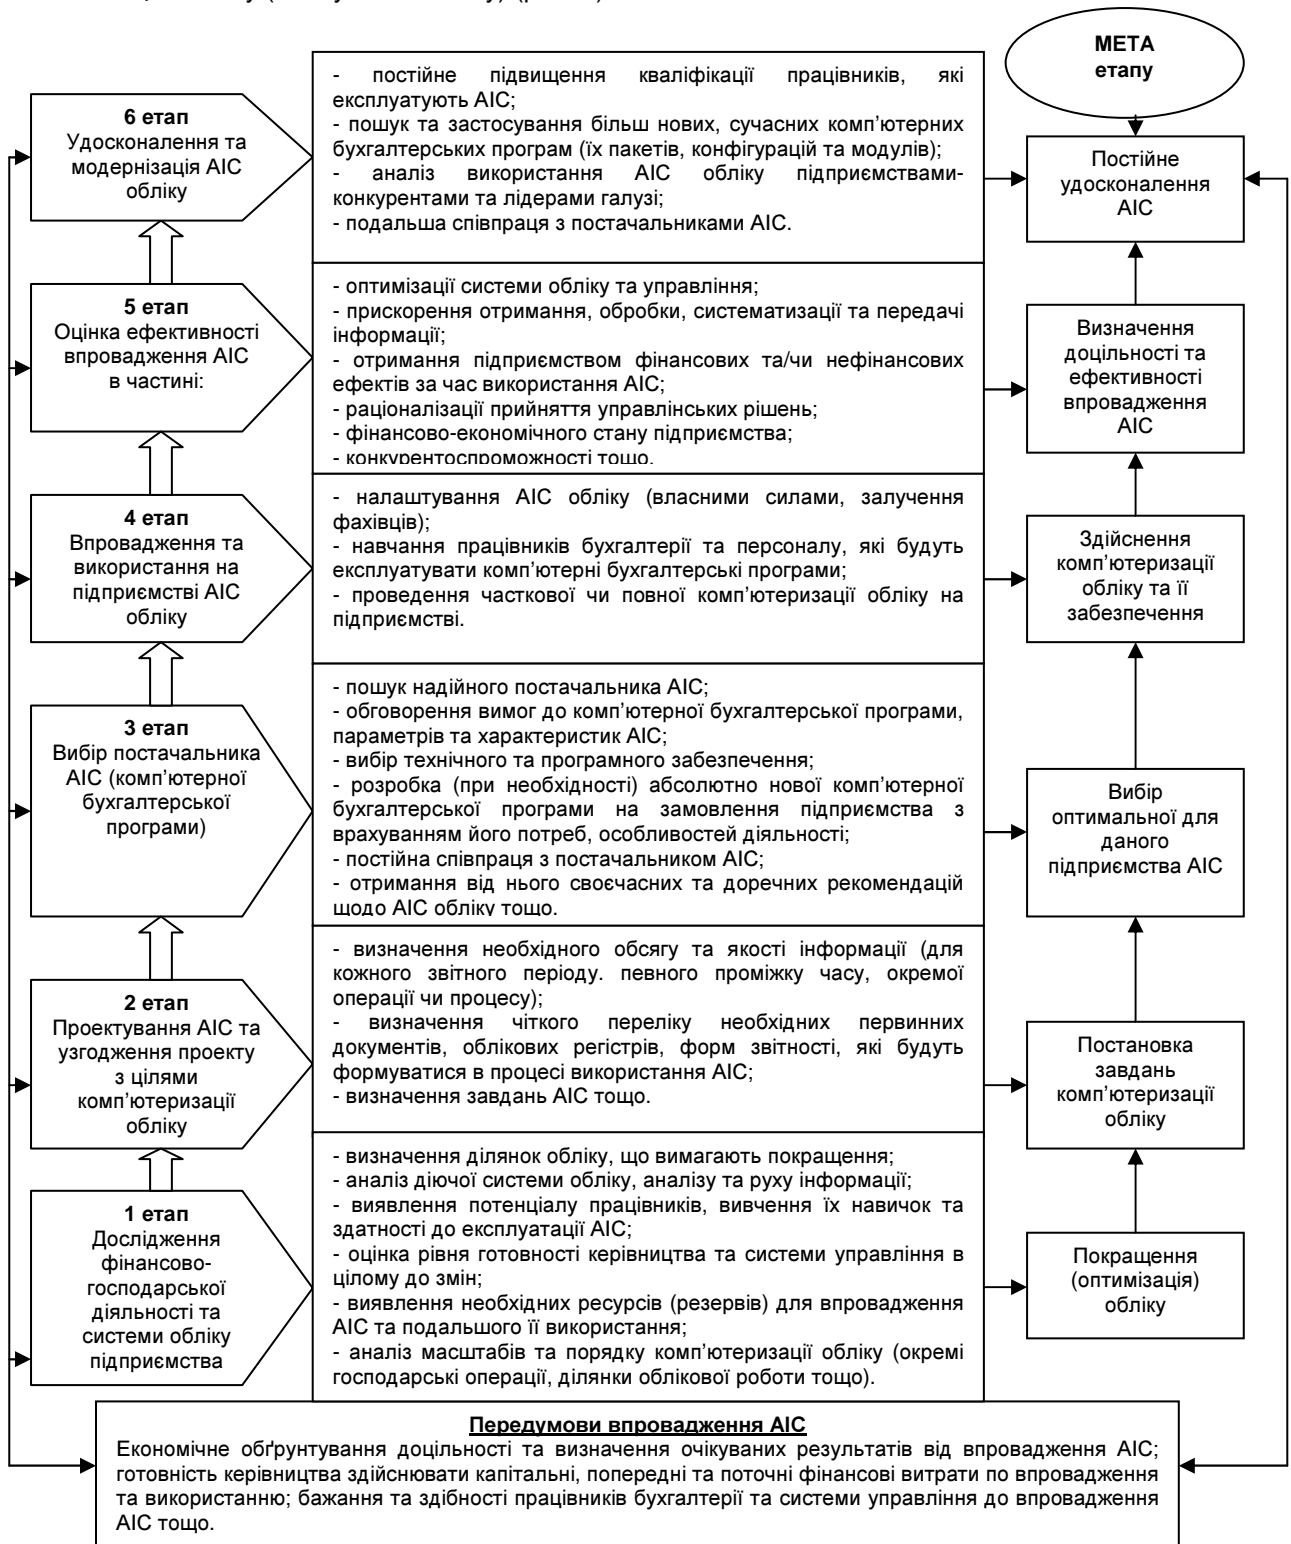 МЕТА
етапу
6 етап
Удосконалення та
модернізація АІС
обліку
- постійне підвищення кваліфікації працівників, які
експлуатують АІС;
- пошук та застосування більш нових, сучасних комп’ютерних
бухгалтерських програм (їх пакетів, конфігурацій та модулів);
- аналіз використання АІС обліку підприємствами-
конкурентами та лідерами галузі;
- подальша співпраця з постачальниками АІС.
Постійне
удосконалення
АІС
5 етап
Оцінка ефективності
впровадження АІС
в частині:
- оптимізації системи обліку та управління;
- прискорення отримання, обробки, систематизації та передачі
інформації;
- отримання підприємством фінансових та/чи нефінансових
ефектів за час використання АІС;
- раціоналізації прийняття управлінських рішень;
- фінансово-економічного стану підприємства;
- конкурентоспроможності тощо.
Визначення
доцільності та
ефективності
впровадження
АІС
4 етап
Впровадження та
використання на
підприємстві АІС
обліку
- налаштування АІС обліку (власними силами, залучення
фахівців);
- навчання працівників бухгалтерії та персоналу, які будуть
експлуатувати комп’ютерні бухгалтерські програми;
- проведення часткової чи повної комп’ютеризації обліку на
підприємстві.
Здійснення
комп’ютеризації
обліку та її
забезпечення
3 етап
Вибір постачальника
АІС (комп’ютерної
бухгалтерської
програми)
- пошук надійного постачальника АІС;
- обговорення вимог до комп’ютерної бухгалтерської програми,
параметрів та характеристик АІС;
- вибір технічного та програмного забезпечення;
- розробка (при необхідності) абсолютно нової комп’ютерної
бухгалтерської програми на замовлення підприємства з
врахуванням його потреб, особливостей діяльності;
- постійна співпраця з постачальником АІС;
- отримання від нього своєчасних та доречних рекомендацій
щодо АІС обліку тощо.
Вибір
оптимальної для
даного
підприємства АІС
2 етап
Проектування АІС та
узгодження проекту
з цілями
комп’ютеризації
обліку
- визначення необхідного обсягу та якості інформації (для
кожного звітного періоду. певного проміжку часу, окремої
операції чи процесу);
- визначення чіткого переліку необхідних первинних
документів, облікових регістрів, форм звітності, які будуть
формуватися в процесі використання АІС;
- визначення завдань АІС тощо.
Постановка
завдань
комп’ютеризації
обліку
1 етап
Дослідження
фінансово-
господарської
діяльності та
системи обліку
підприємства
- визначення ділянок обліку, що вимагають покращення;
- аналіз діючої системи обліку, аналізу та руху інформації;
- виявлення потенціалу працівників, вивчення їх навичок та
здатності до експлуатації АІС;
- оцінка рівня готовності керівництва та системи управління в
цілому до змін;
- виявлення необхідних ресурсів (резервів) для впровадження
АІС та подальшого її використання;
- аналіз масштабів та порядку комп’ютеризації обліку (окремі
господарські операції, ділянки облікової роботи тощо).
Покращення
(оптимізація)
обліку
Передумови впровадження АІС
Економічне обґрунтування доцільності та визначення очікуваних результатів від впровадження АІС;
готовність керівництва здійснювати капітальні, попередні та поточні фінансові витрати по впровадження
та використанню; бажання та здібності працівників бухгалтерії та системи управління до впровадження
АІС тощо.